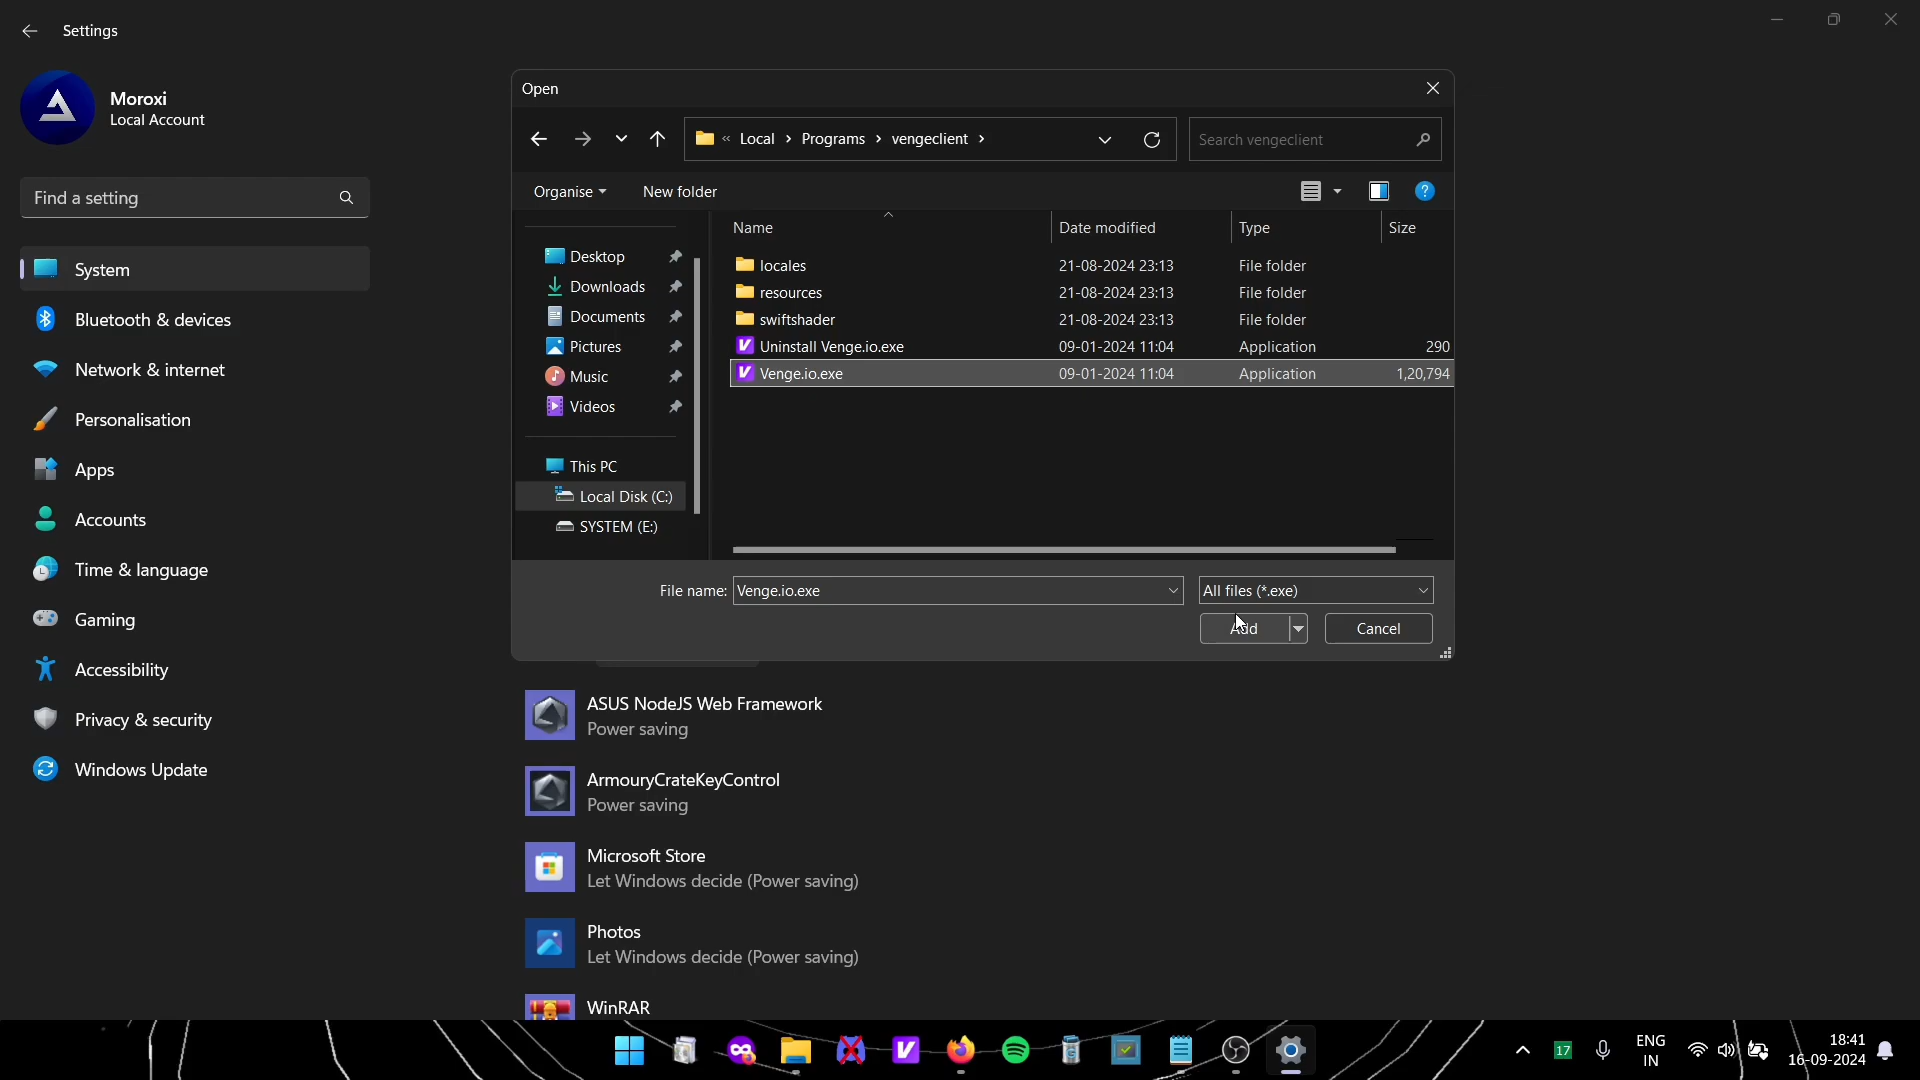 Settings
Moroxi
Local Account
Find a setting
System
Bluetooth & devices
Network & internet
Personalisation
Apps
Accounts
Time & language
Gaming
Accessibility
Privacy & security
Windows Update
Open
« Local › Programs › vengeclient ›
Search vengeclient
Organise
New folder
Desktop
Downloads
Documents
Pictures
Music
Videos
This PC
Local Disk (C:)
SYSTEM (E:)
Name Date modified Type Size
locales 21-08-2024 23:13 File folder
resources 21-08-2024 23:13 File folder
swiftshader 21-08-2024 23:13 File folder
Uninstall Venge.io.exe 09-01-2024 11:04 Application 290
Venge.io.exe 09-01-2024 11:04 Application 1,20,794
File name: Venge.io.exe
All files (*.exe)
Add
Cancel
ASUS NodeJS Web Framework
Power saving
ArmouryCrateKeyControl
Power saving
Microsoft Store
Let Windows decide (Power saving)
Photos
Let Windows decide (Power saving)
WinRAR
17
ENG
IN
18:41
16-09-2024